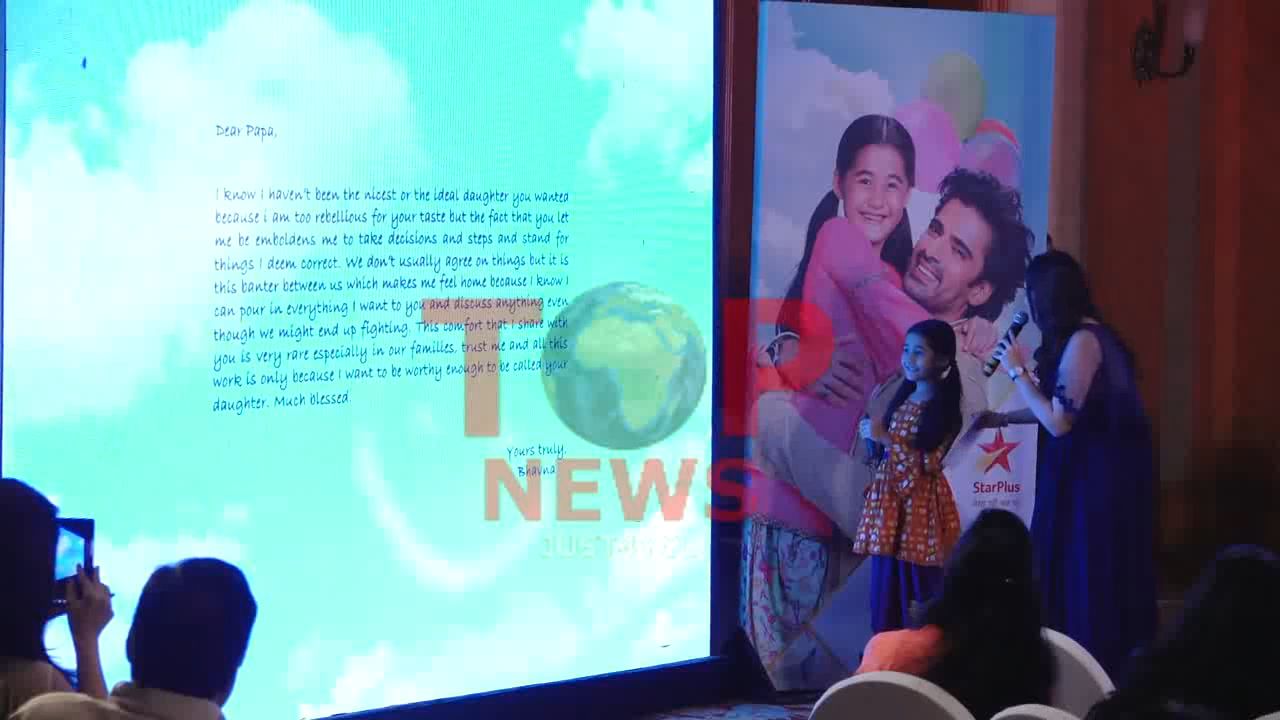 Dear Papa,
I know I haven't been the nicest or the ideal daughter you wanted
because i am too rebellious for your taste but the fact that you let
me be emboldens me to take decisions and steps and stand for
things I deem correct. We don't usually agree on things but it is
this banter between us which makes me feel home because I know I
can pour in everything I want to you and discuss anything even
though we might end up fighting. This comfort that I share with
you is very rare especially in our families, trust me and all this
work is only because I want to be worthy enough to be called your
daughter. Much blessed.
Yours truly,
Bhavna
TOP
NEWS
StarPlus